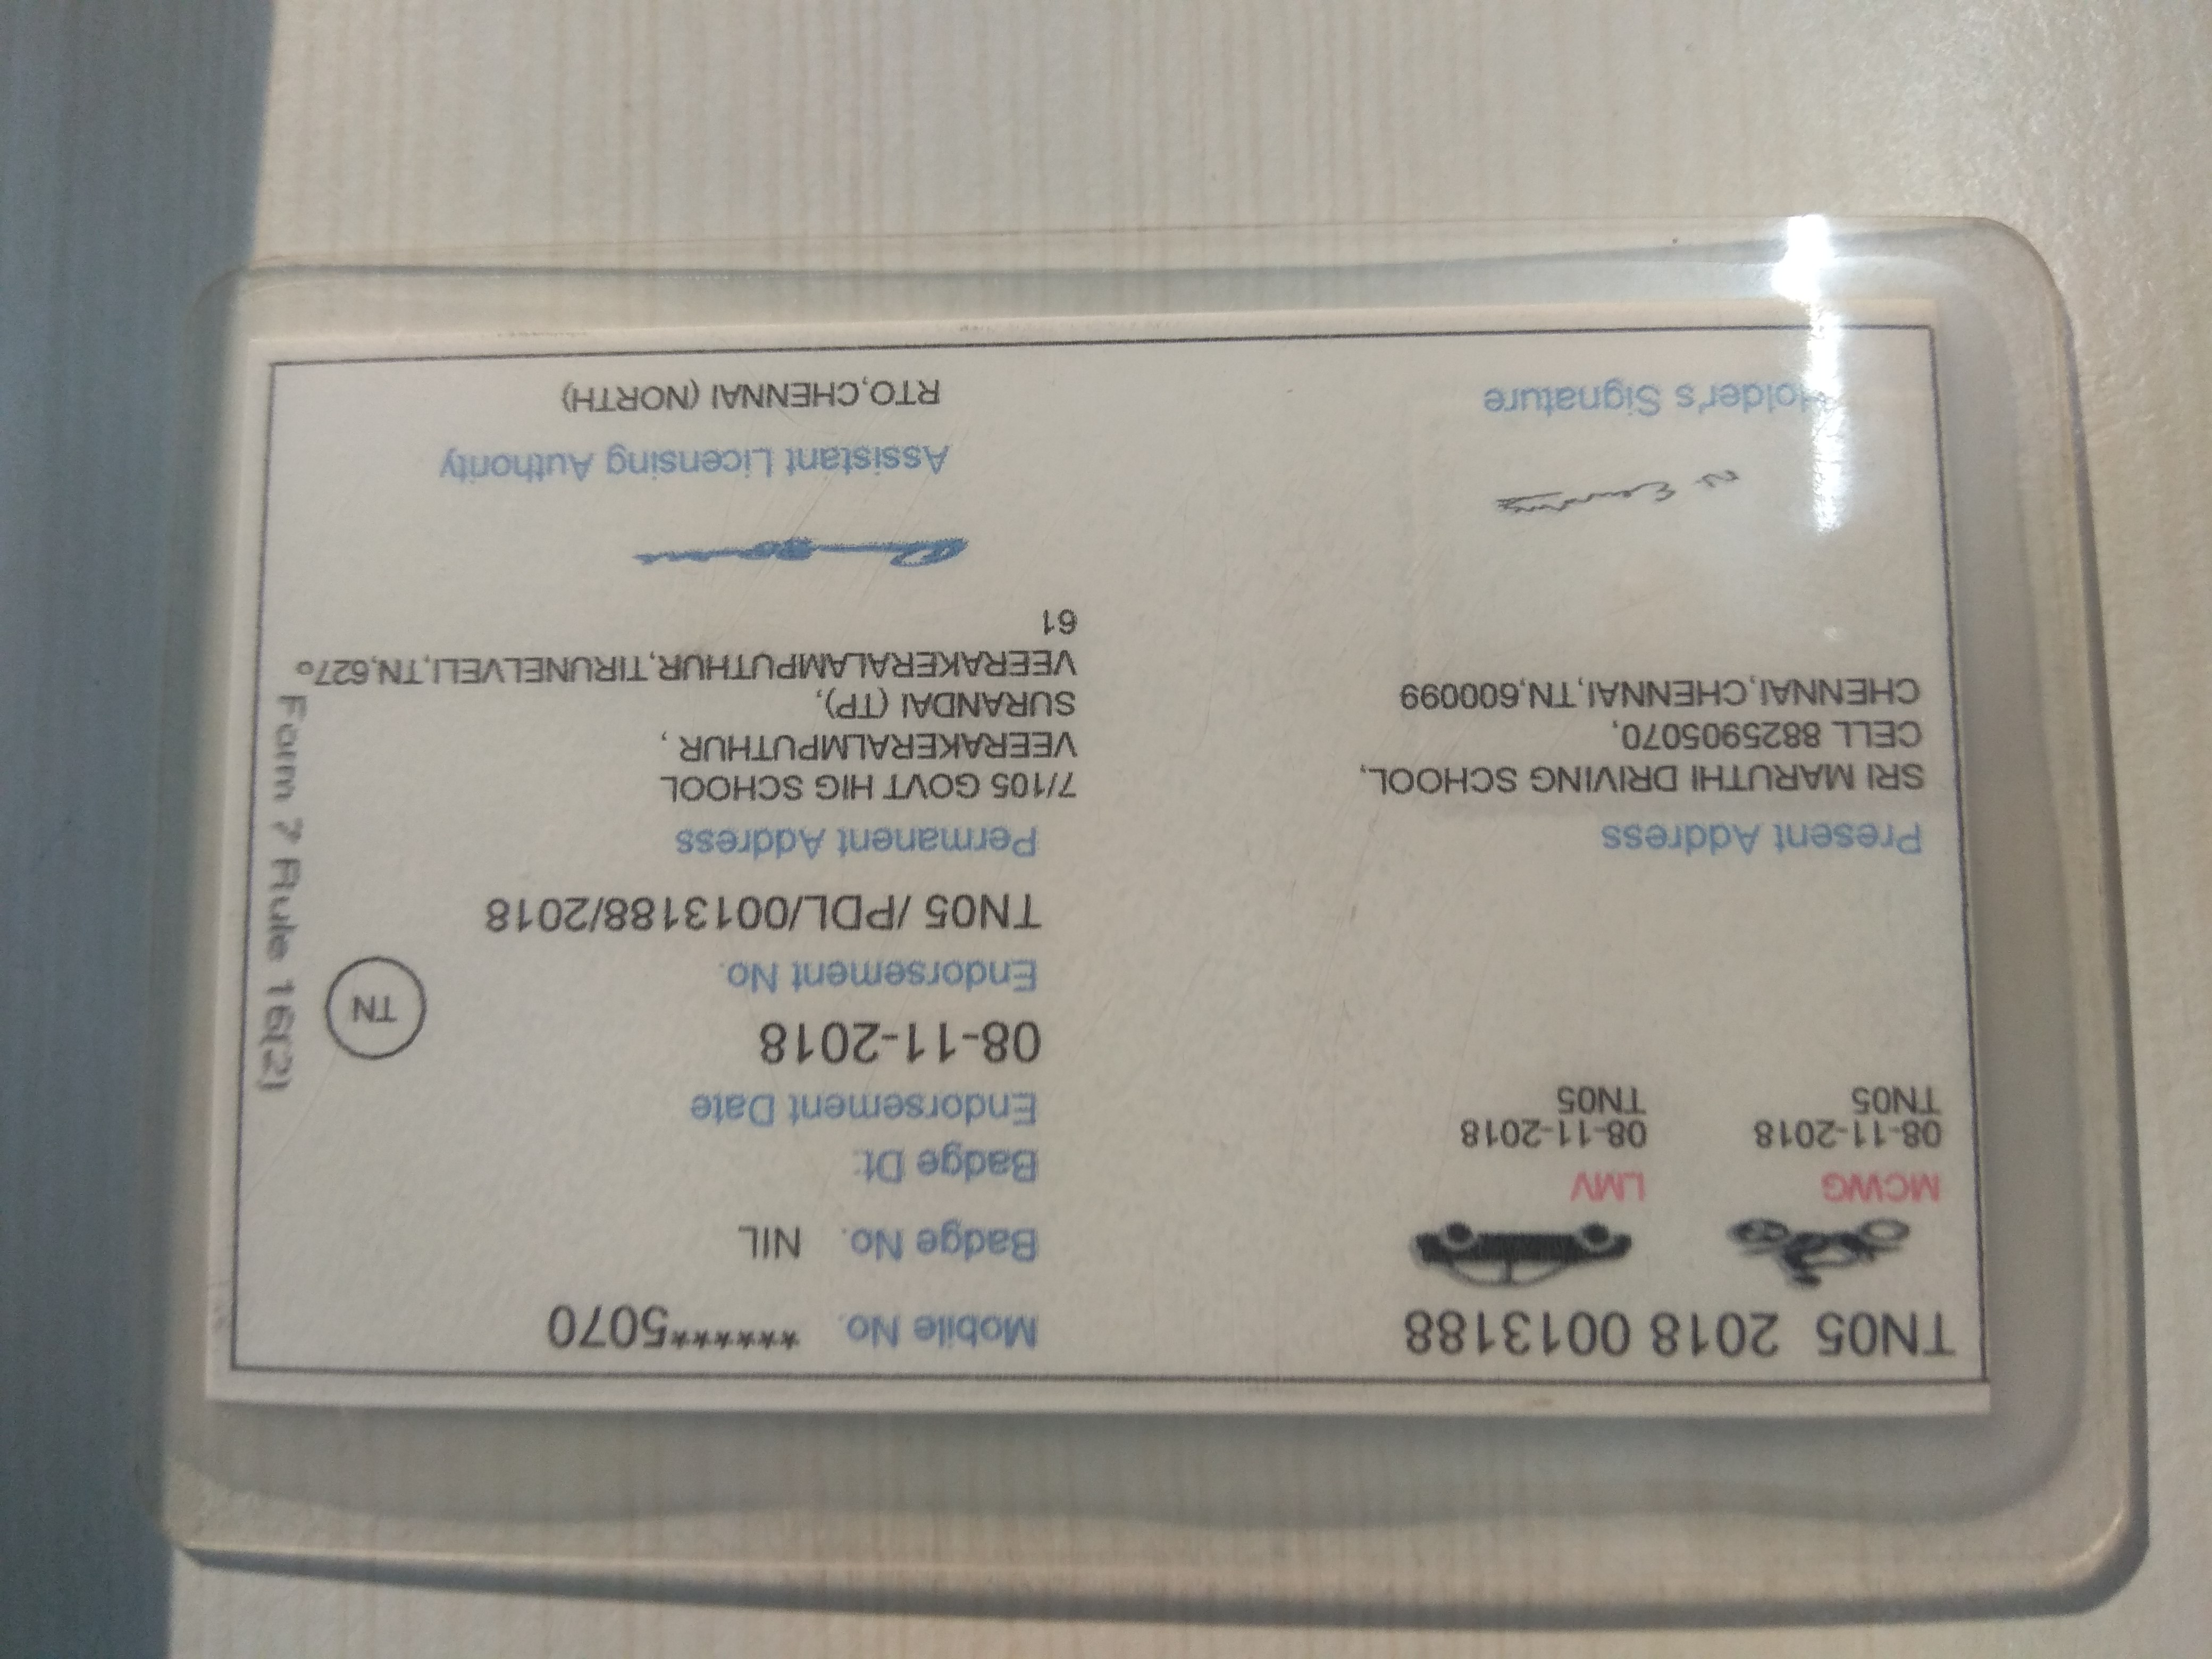 TN05 2018 0013188
MCWG
08-11-2018
TN05
LMV
08-11-2018
TN05
Present Address
SRI MARUTHI DRIVING SCHOOL,
CELL 8825905070,
CHENNAI,CHENNAI,TN,600099
Holder's Signature
Mobile No. ******5070
Badge No. NIL
Badge Dt:
Endorsement Date
08-11-2018
Endorsement No.
TN05 /PDL/0013188/2018
Permanent Address
7/105 GOVT HIG SCHOOL
VEERAKERALMPUTHUR ,
SURANDAI (TP),
VEERAKERALAMPUTHUR,TIRUNELVELI,TN,627
61
Assistant Licensing Authority
RTO,CHENNAI (NORTH)
TN
Form 7 Rule 16(2)